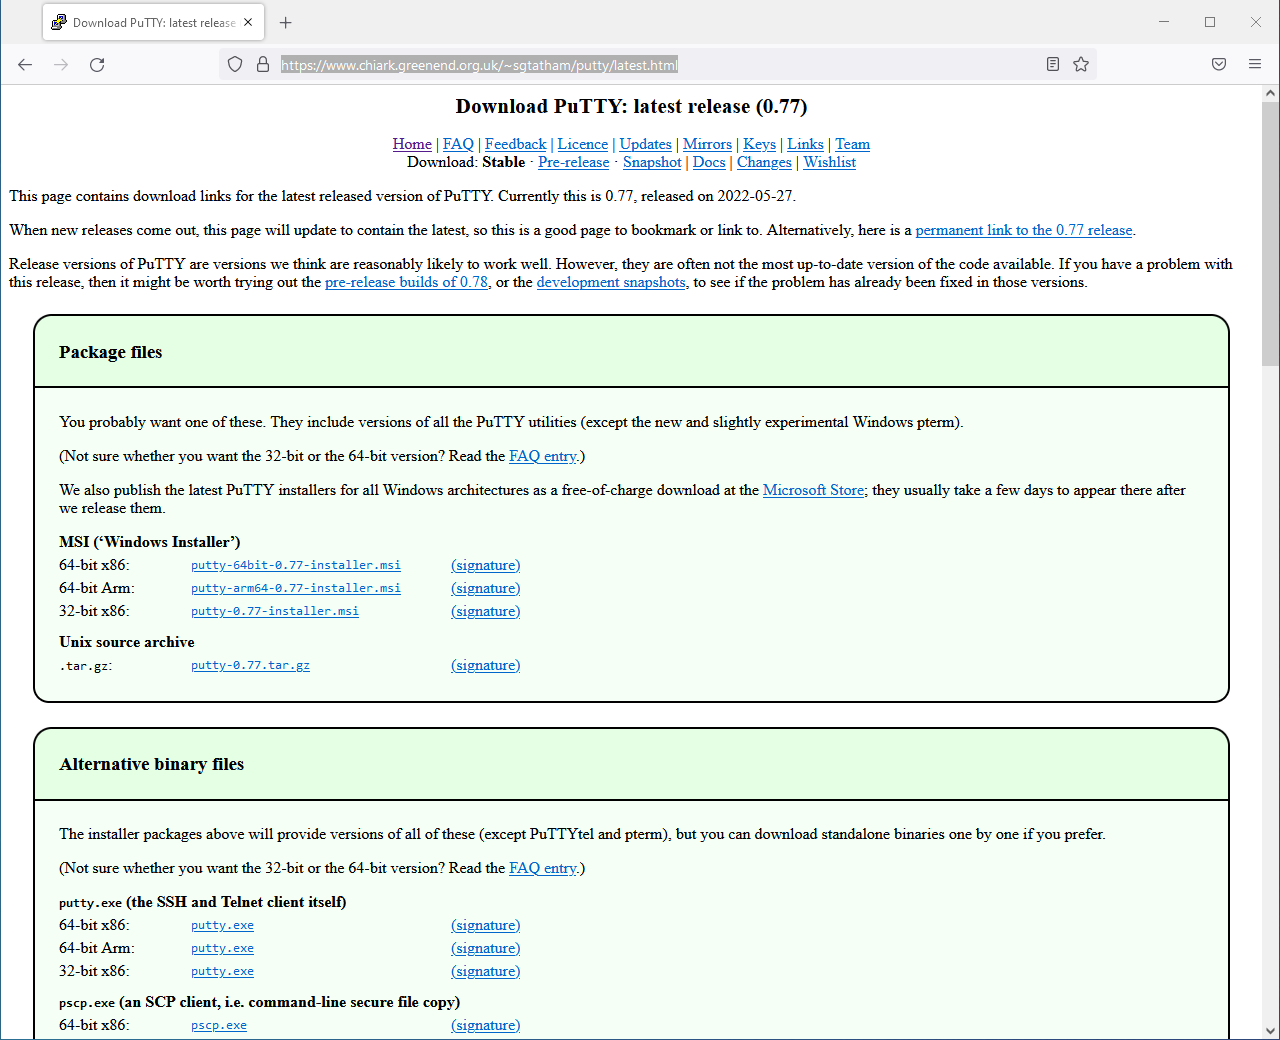 Download PuTTY: latest release
https://www.chiark.greenend.org.uk/~sgtatham/putty/latest.html
Download PuTTY: latest release (0.77)
Home | FAQ | Feedback | Licence | Updates | Mirrors | Keys | Links | Team
Download: Stable · Pre-release · Snapshot | Docs | Changes | Wishlist
This page contains download links for the latest released version of PuTTY. Currently this is 0.77, released on 2022-05-27.
When new releases come out, this page will update to contain the latest, so this is a good page to bookmark or link to. Alternatively, here is a permanent link to the 0.77 release.
Release versions of PuTTY are versions we think are reasonably likely to work well. However, they are often not the most up-to-date version of the code available. If you have a problem with
this release, then it might be worth trying out the pre-release builds of 0.78, or the development snapshots, to see if the problem has already been fixed in those versions.
Package files
You probably want one of these. They include versions of all the PuTTY utilities (except the new and slightly experimental Windows pterm).
(Not sure whether you want the 32-bit or the 64-bit version? Read the FAQ entry.)
We also publish the latest PuTTY installers for all Windows architectures as a free-of-charge download at the Microsoft Store; they usually take a few days to appear there after
we release them.
MSI (‘Windows Installer’)
64-bit x86: putty-64bit-0.77-installer.msi (signature)
64-bit Arm: putty-arm64-0.77-installer.msi (signature)
32-bit x86: putty-0.77-installer.msi (signature)
Unix source archive
.tar.gz: putty-0.77.tar.gz (signature)
Alternative binary files
The installer packages above will provide versions of all of these (except PuTTYtel and pterm), but you can download standalone binaries one by one if you prefer.
(Not sure whether you want the 32-bit or the 64-bit version? Read the FAQ entry.)
putty.exe (the SSH and Telnet client itself)
64-bit x86: putty.exe (signature)
64-bit Arm: putty.exe (signature)
32-bit x86: putty.exe (signature)
pscp.exe (an SCP client, i.e. command-line secure file copy)
64-bit x86: pscp.exe (signature)